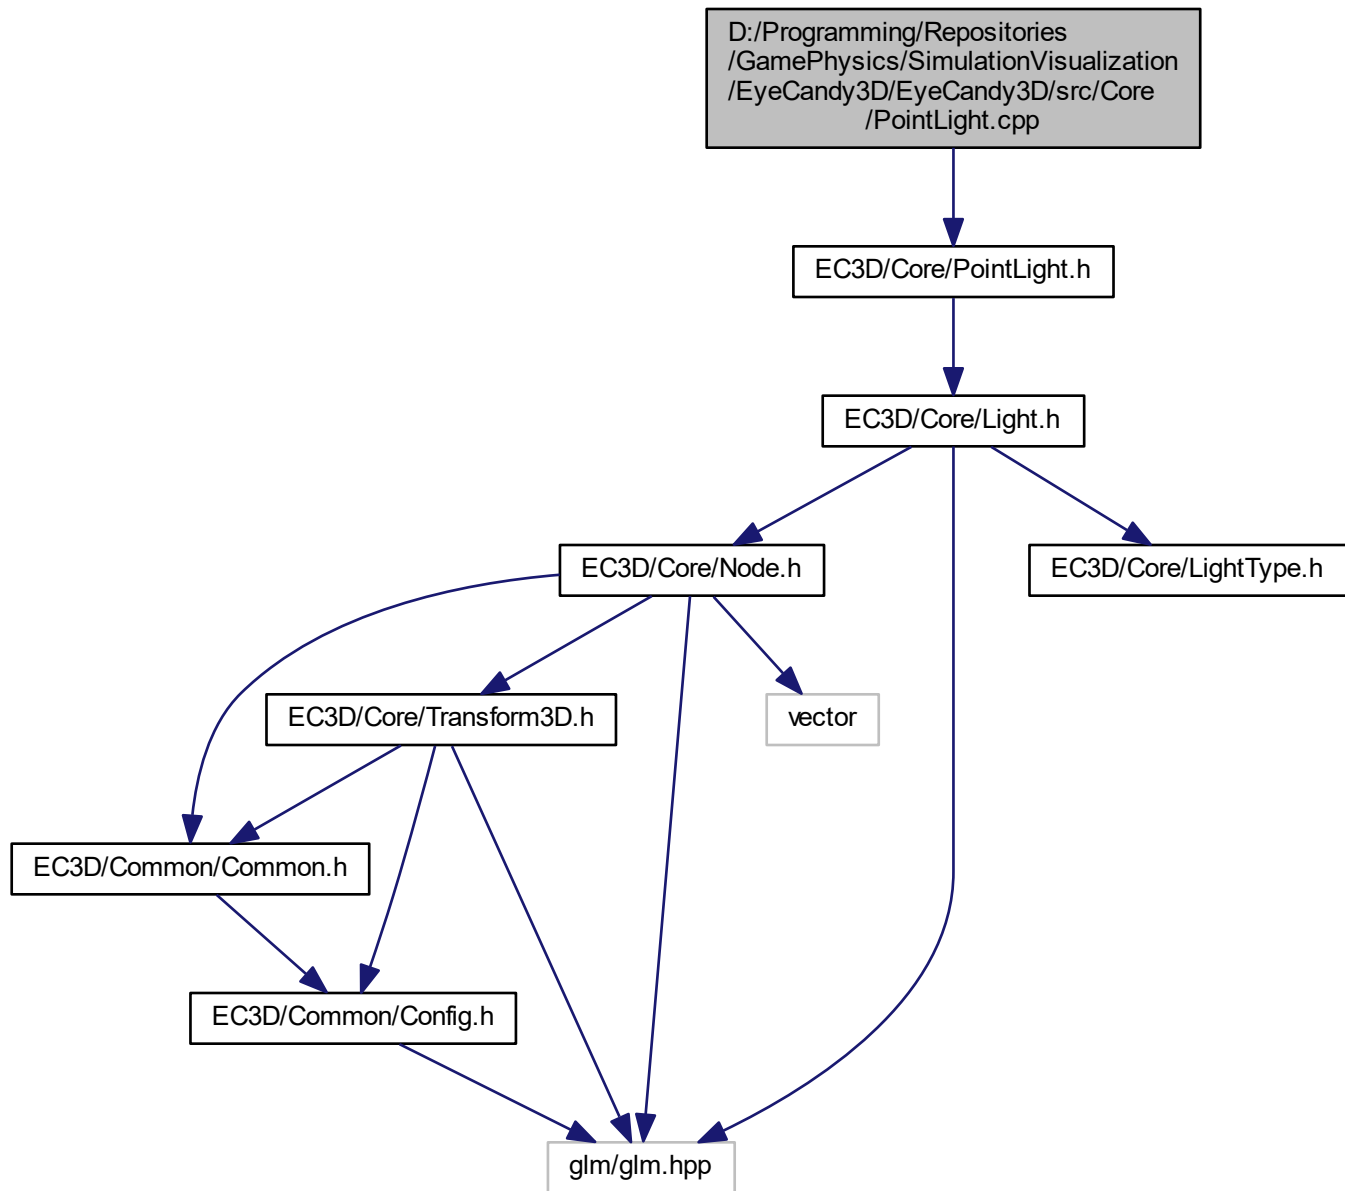 D:/Programming/Repositories
/GamePhysics/SimulationVisualization
/EyeCandy3D/EyeCandy3D/src/Core
/PointLight.cpp
EC3D/Core/PointLight.h
EC3D/Core/Light.h
EC3D/Core/Node.h
EC3D/Core/LightType.h
EC3D/Core/Transform3D.h
vector
EC3D/Common/Common.h
EC3D/Common/Config.h
glm/glm.hpp